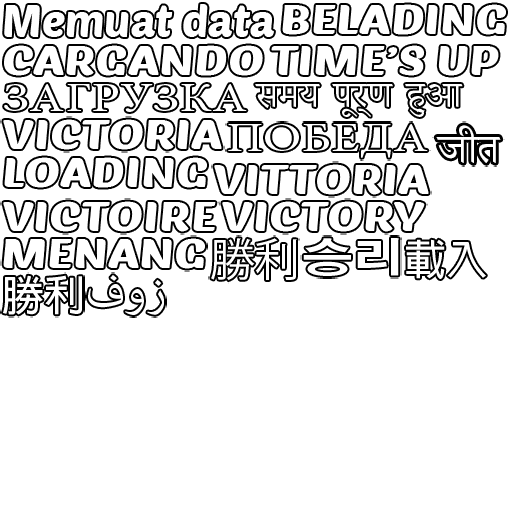 Memuat data BELADING
CARGANDO TIME'S UP
ЗАГРУЗКА समय पूर्ण हुआ
VICTORIA ПОБЕДА जीत
LOADING VITTORIA
VICTOIRE VICTORY
MENANG 勝利 승리 載入
勝利 فوز